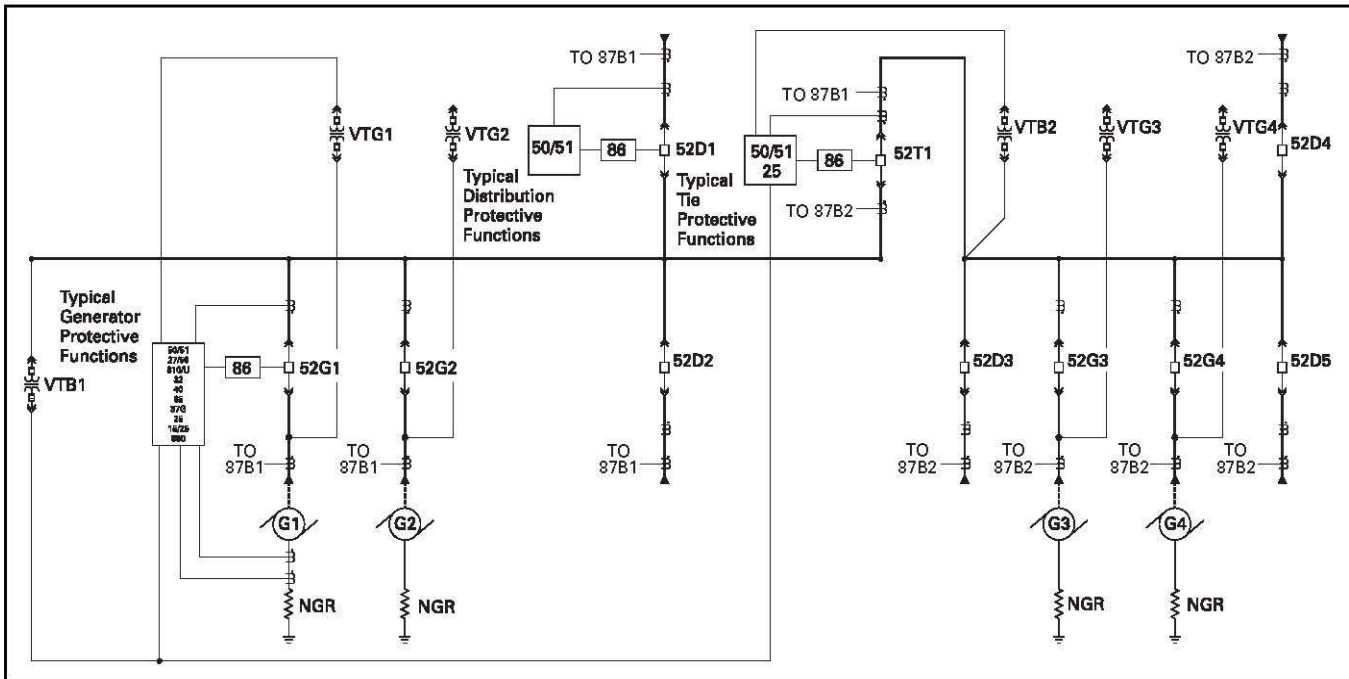 TO 87B1
TO 87B2
TO 87B1
VTG1
VTG2
50/51
86
52D1
50/51
25
86
52T1
VTB2
VTG3
VTG4
52D4
Typical
Distribution
Protective
Functions
Typical
Tie
Protective
Functions
TO 87B2
Typical
Generator
Protective
Functions
50/51
32
40
87G
25
86
52G1
52G2
52D2
52D3
52G3
52G4
52D5
VTB1
TO
87B1
TO
87B1
TO
87B1
TO
87B2
TO
87B2
TO
87B2
TO
87B2
G1
G2
G3
G4
NGR
NGR
NGR
NGR